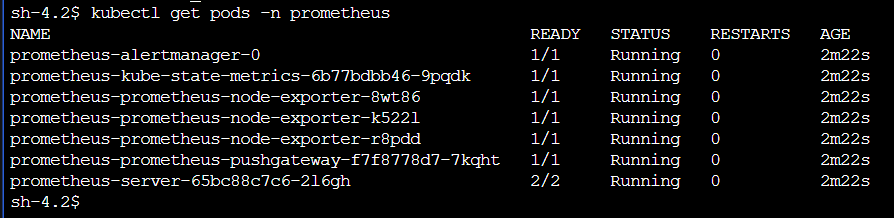 sh-4.2$ kubectl get pods -n prometheus
NAME READY STATUS RESTARTS AGE
prometheus-alertmanager-0 1/1 Running 0 2m22s
prometheus-kube-state-metrics-6b77bdbb46-9pqdk 1/1 Running 0 2m22s
prometheus-prometheus-node-exporter-8wt86 1/1 Running 0 2m22s
prometheus-prometheus-node-exporter-k522l 1/1 Running 0 2m22s
prometheus-prometheus-node-exporter-r8pdd 1/1 Running 0 2m22s
prometheus-prometheus-pushgateway-f7f8778d7-7kqht 1/1 Running 0 2m22s
prometheus-server-65bc88c7c6-2l6gh 2/2 Running 0 2m22s
sh-4.2$